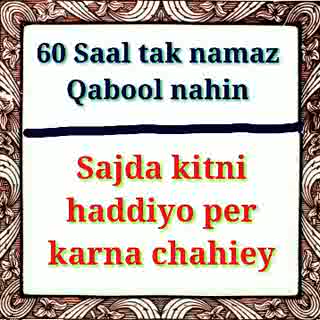 60 Saal tak namaz
Qabool nahin
Sajda kitni
haddiyo per
karna chahiey